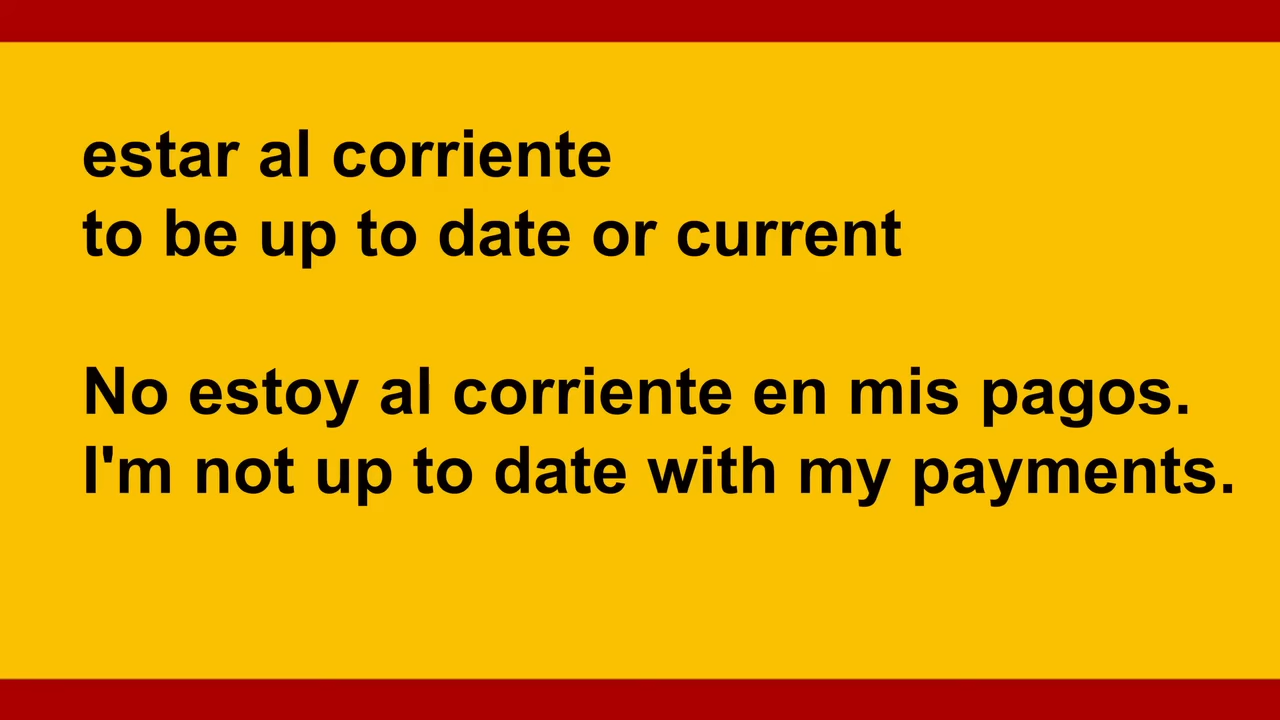 estar al corriente
to be up to date or current
No estoy al corriente en mis pagos.
I'm not up to date with my payments.